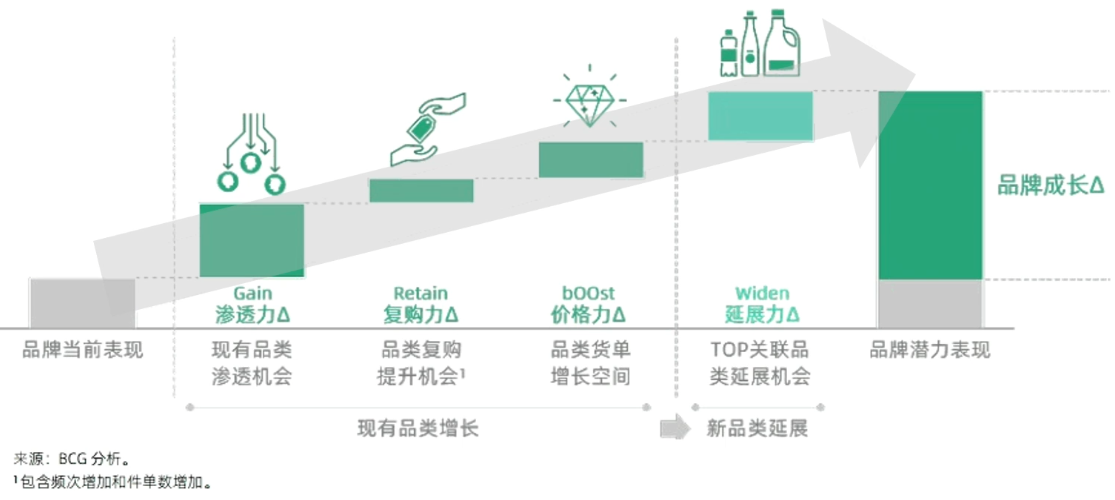 品牌成长Δ
Gain
渗透力Δ
Retain
复购力Δ
bOOst
价格力Δ
Widen
延展力Δ
品牌当前表现
现有品类
渗透机会
品类复购
提升机会¹
品类货单
增长空间
TOP关联品
类延展机会
品牌潜力表现
现有品类增长
新品类延展
来源：BCG 分析。
¹包含频次增加和件单数增加。